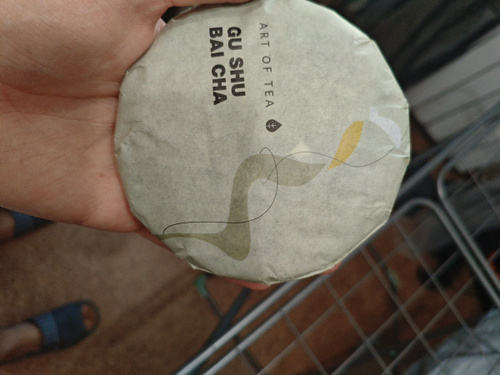 ART OF TEA
GU SHU
BAI CHA